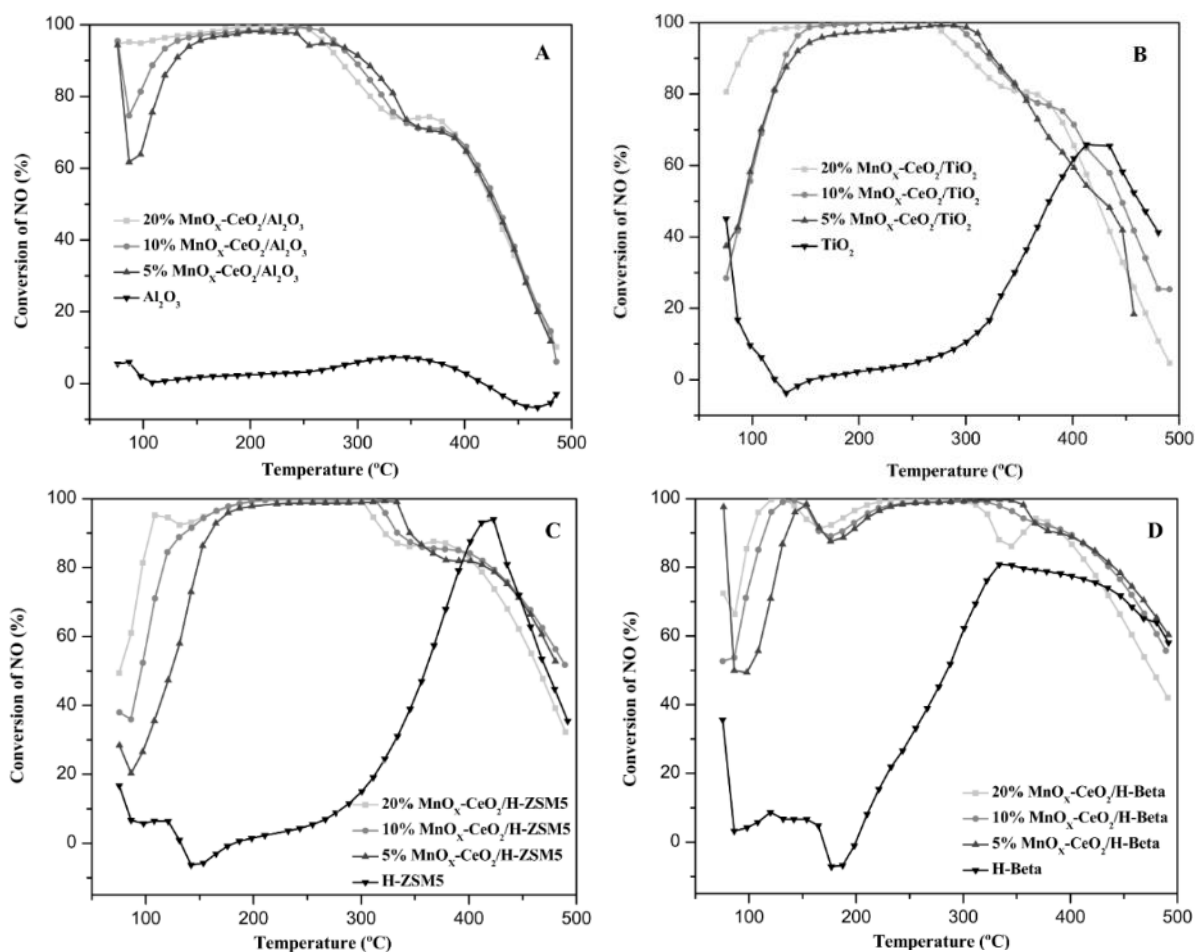 A
Conversion of NO (%)
100
80
60
40
20
0
20% MnOₓ-CeO₂/Al₂O₃
10% MnOₓ-CeO₂/Al₂O₃
5% MnOₓ-CeO₂/Al₂O₃
Al₂O₃
100 200 300 400 500
Temperature (ºC)
B
Conversion of NO (%)
100
80
60
40
20
0
20% MnOₓ-CeO₂/TiO₂
10% MnOₓ-CeO₂/TiO₂
5% MnOₓ-CeO₂/TiO₂
TiO₂
100 200 300 400 500
Temperature (ºC)
C
Conversion of NO (%)
100
80
60
40
20
0
20% MnOₓ-CeO₂/H-ZSM5
10% MnOₓ-CeO₂/H-ZSM5
5% MnOₓ-CeO₂/H-ZSM5
H-ZSM5
100 200 300 400 500
Temperature (ºC)
D
Conversion of NO (%)
100
80
60
40
20
0
20% MnOₓ-CeO₂/H-Beta
10% MnOₓ-CeO₂/H-Beta
5% MnOₓ-CeO₂/H-Beta
H-Beta
100 200 300 400 500
Temperature (ºC)